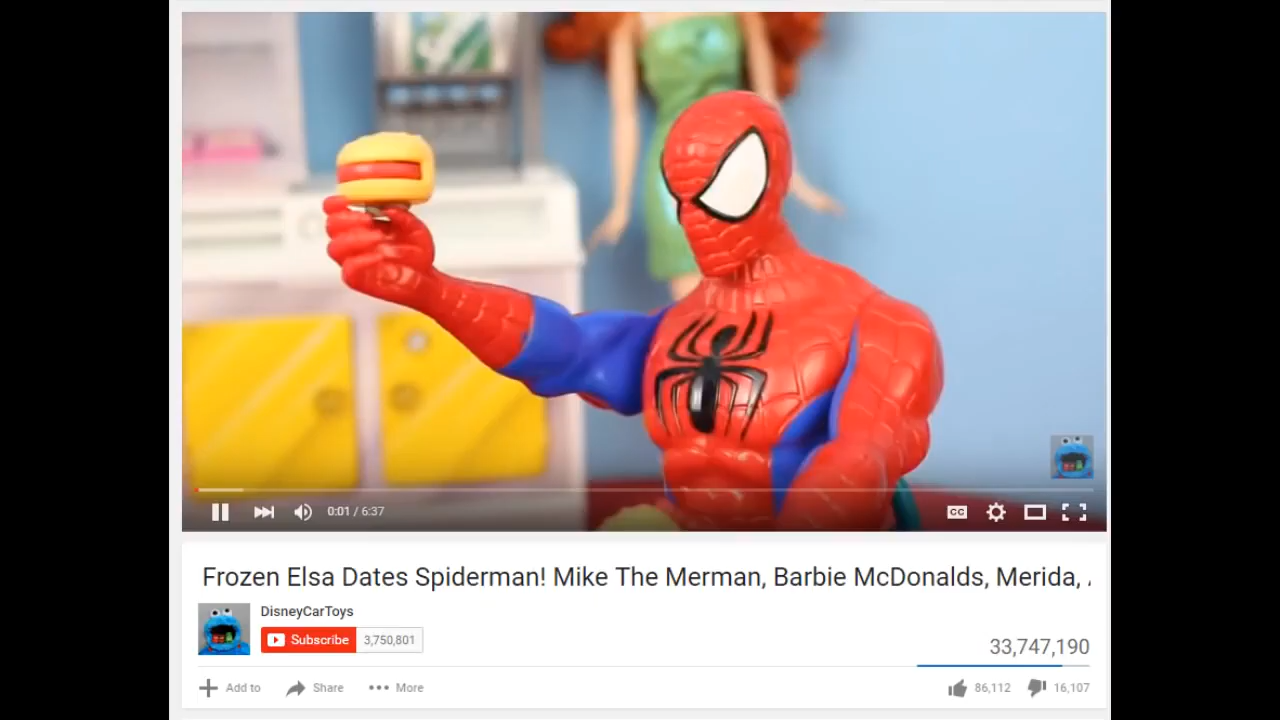 0:01 / 6:37
CC
Frozen Elsa Dates Spiderman! Mike The Merman, Barbie McDonalds, Merida,
DisneyCarToys
Subscribe 3,750,801
33,747,190
Add to Share More 86,112 16,107